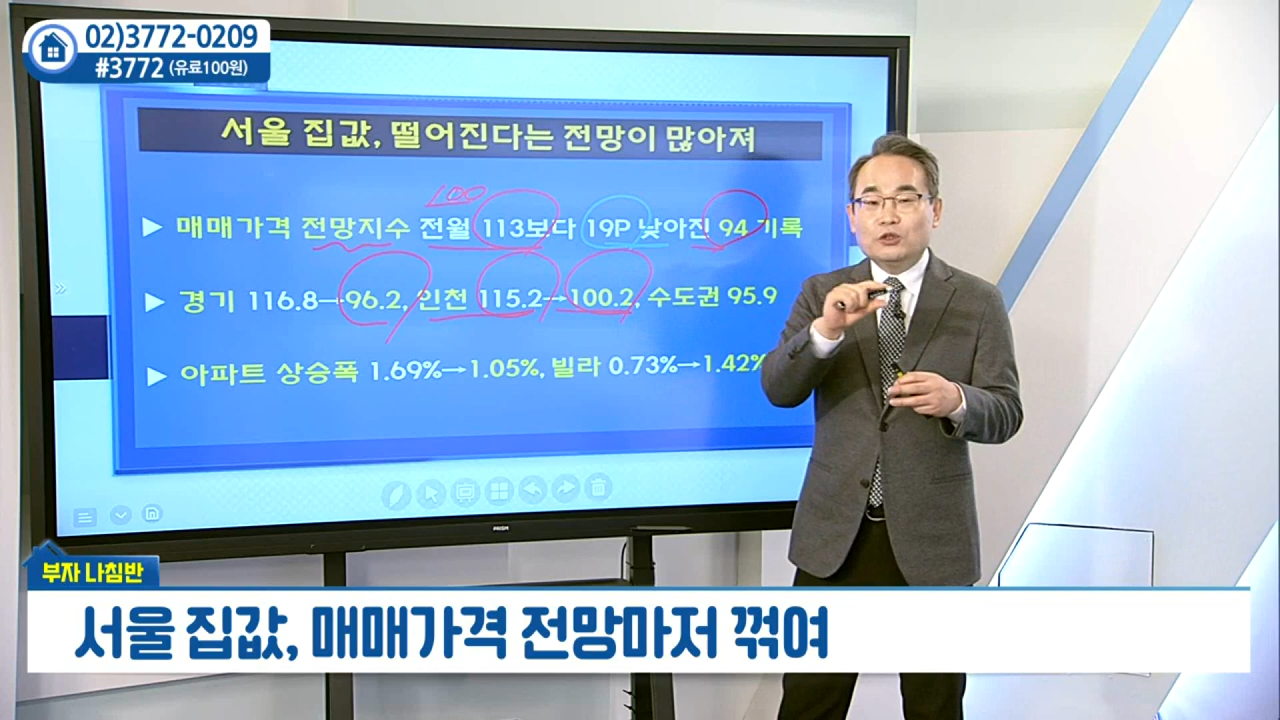 02)3772-0209
#3772 (유료100원)
서울 집값, 떨어진다는 전망이 많아져
100
▶ 매매가격 전망지수 전월 113보다 19P 낮아진 94 기록
▶ 경기 116.8→96.2, 인천 115.2→100.2, 수도권 95.9
▶ 아파트 상승폭 1.69%→1.05%, 빌라 0.73%→1.42%
PRISM
부자 나침반
서울 집값, 매매가격 전망마저 꺾여